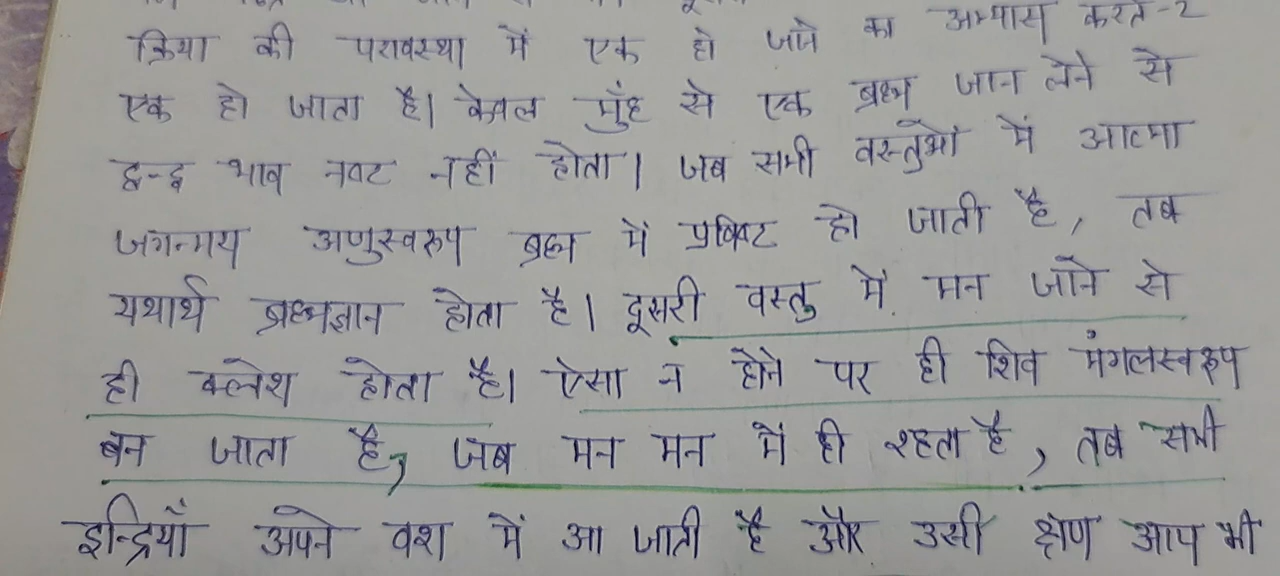 क्रिया की परावस्था में एक हो जाने का अभ्यास करते-2
एक हो जाता है। केवल मुँह से एक ब्रह्म जान लेने से
द्वन्द्व भाव नष्ट नहीं होता। जब सभी वस्तुओं में आत्मा
जगन्मय अणुस्वरूप ब्रह्म में प्रविष्ट हो जाती है, तब
यथार्थ ब्रह्मज्ञान होता है। दूसरी वस्तु में मन जाने से
ही क्लेश होता है। ऐसा न होने पर ही शिव मंगलस्वरूप
बन जाता है, जब मन मन में ही रहता है, तब सभी
इन्द्रियाँ अपने वश में आ जाती है और उसी क्षण आप भी